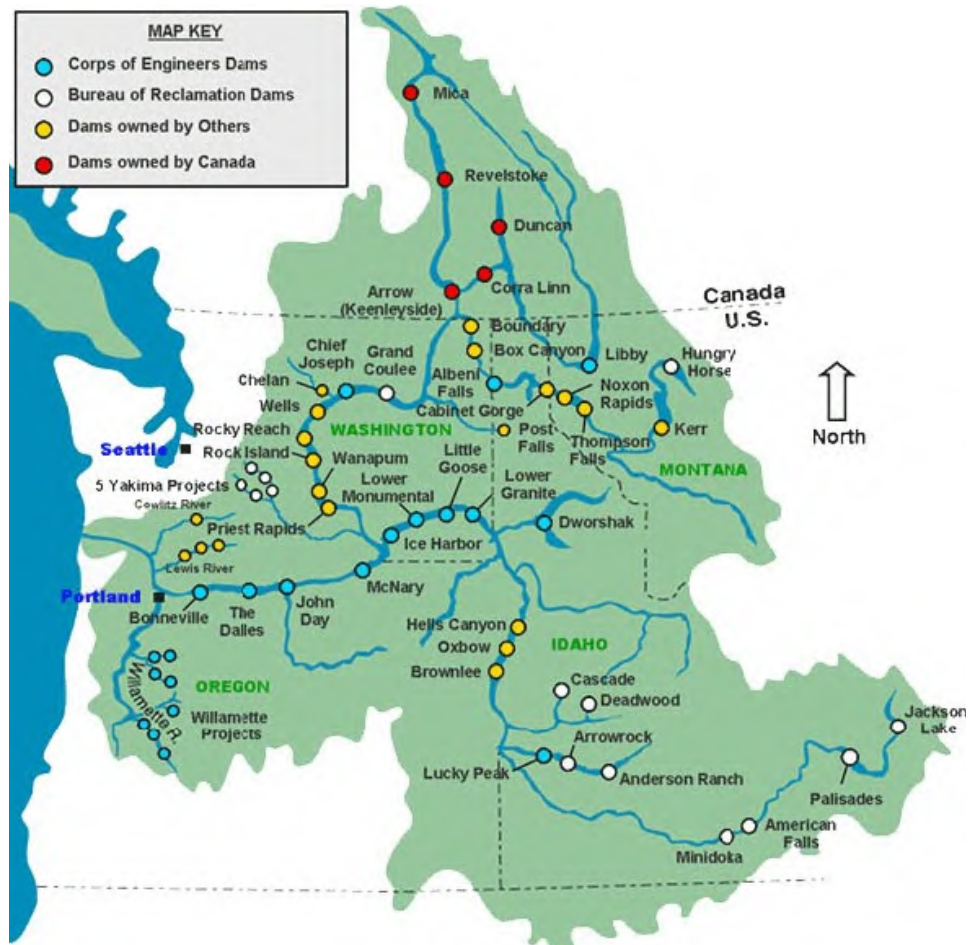 MAP KEY
Corps of Engineers Dams
Bureau of Reclamation Dams
Dams owned by Others
Dams owned by Canada
Mica
Revelstoke
Duncan
Corra Linn
Arrow
(Keenleyside)
Canada
U.S.
Boundary
Box Canyon
Libby
Hungry
Horse
Chief
Joseph
Grand
Coulee
Albeni
Falls
Chelan
Noxon
Rapids
Wells
Cabinet Gorge
Post
Falls
Thompson
Falls
Kerr
North
Rocky Reach
WASHINGTON
Seattle
Rock Island
Wanapum
Little
Goose
MONTANA
5 Yakima Projects
Lower
Monumental
Lower
Granite
Cowlitz River
Priest Rapids
Ice Harbor
Dworshak
Lewis River
McNary
Portland
Bonneville
The
Dalles
John
Day
Hells Canyon
Oxbow
IDAHO
Brownlee
Willamette R.
OREGON
Cascade
Deadwood
Willamette
Projects
Jackson
Lake
Arrowrock
Lucky Peak
Anderson Ranch
Palisades
American
Falls
Minidoka